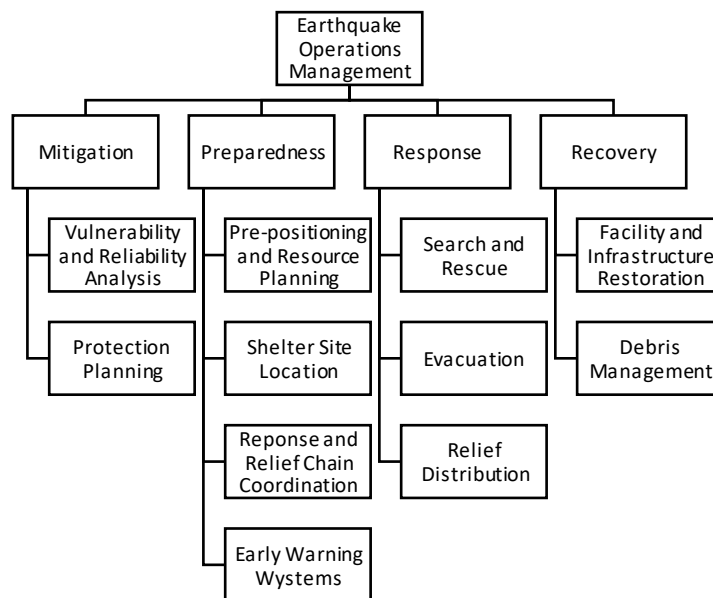 Earthquake
Operations
Management
Mitigation
Preparedness
Response
Recovery
Vulnerability
and Reliability
Analysis
Protection
Planning
Pre-positioning
and Resource
Planning
Shelter Site
Location
Reponse and
Relief Chain
Coordination
Early Warning
Wystems
Search and
Rescue
Evacuation
Relief
Distribution
Facility and
Infrastructure
Restoration
Debris
Management